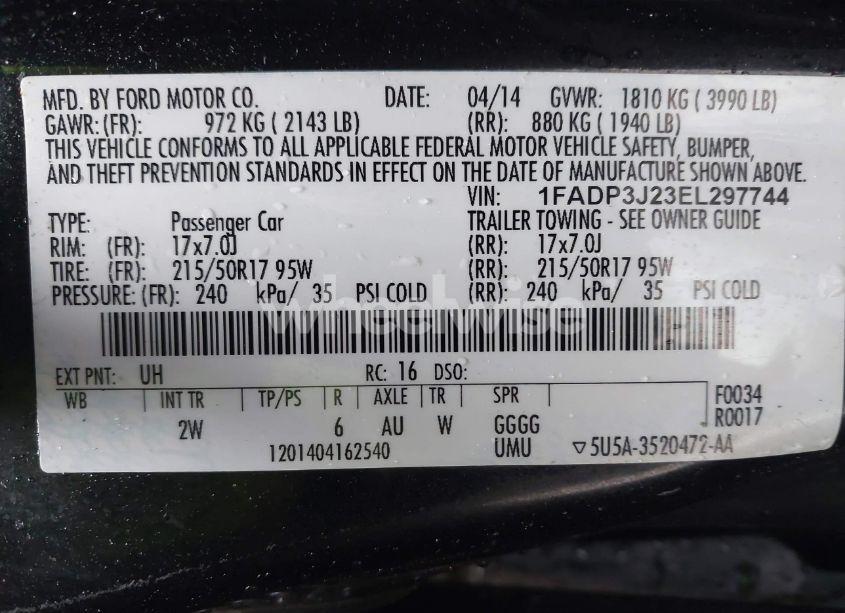 MFD. BY FORD MOTOR CO. DATE: 04/14 GVWR: 1810 KG ( 3990 LB)
GAWR: (FR): 972 KG ( 2143 LB) (RR): 880 KG ( 1940 LB)
THIS VEHICLE CONFORMS TO ALL APPLICABLE FEDERAL MOTOR VEHICLE SAFETY, BUMPER,
AND THEFT PREVENTION STANDARDS IN EFFECT ON THE DATE OF MANUFACTURE SHOWN ABOVE.
VIN: 1FADP3J23EL297744
TYPE: Passenger Car TRAILER TOWING - SEE OWNER GUIDE
RIM: (FR): 17x7.0J (RR): 17x7.0J
TIRE: (FR): 215/50R17 95W (RR): 215/50R17 95W
PRESSURE: (FR): 240 kPa/ 35 PSI COLD (RR): 240 kPa/ 35 PSI COLD
wheelwise
EXT PNT: UH RC: 16 DSO:
WB INT TR TP/PS R AXLE TR SPR F0034
R0017
2W 6 AU W GGGG
1201404162540 UMU ▽5U5A-3520472-AA